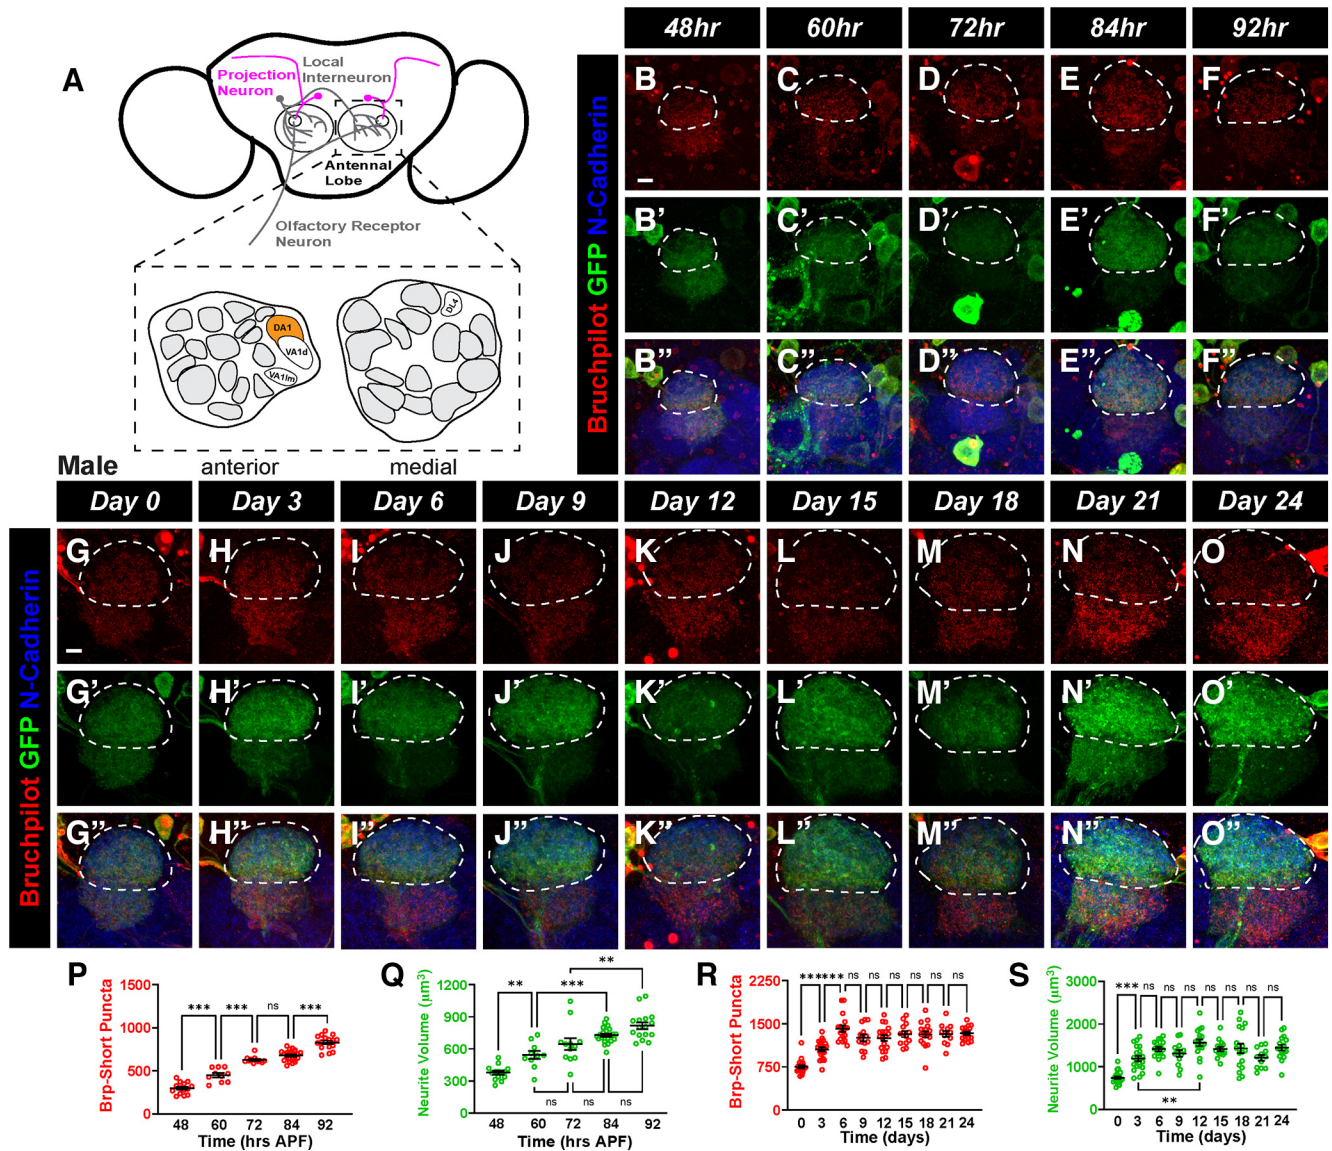 A
Projection
Neuron
Local
Interneuron
Antennal
Lobe
Olfactory Receptor
Neuron
DA1
VA1d
VA1lm
DL4
anterior
medial
48hr
60hr
72hr
84hr
92hr
Bruchpilot GFP N-Cadherin
B
C
D
E
F
B’
C’
D’
E’
F’
B”
C”
D”
E”
F”
Male
Day 0
Day 3
Day 6
Day 9
Day 12
Day 15
Day 18
Day 21
Day 24
Bruchpilot GFP N-Cadherin
G
H
I
J
K
L
M
N
O
G’
H’
I’
J’
K’
L’
M’
N’
O’
G”
H”
I”
J”
K”
L”
M”
N”
O”
P
Brp-Short Puncta
1500
1000
500
0
*** *** ns ***
48 60 72 84 92
Time (hrs APF)
Q
Neurite Volume (μm³)
1200
900
600
300
0
**
** ***
ns ns ns
48 60 72 84 92
Time (hrs APF)
R
Brp-Short Puncta
2250
1500
750
0
*** *** ns ns ns ns ns ns
0 3 6 9 12 15 18 21 24
Time (days)
S
Neurite Volume (μm³)
3000
2000
1000
0
*** ns ns ns ns ns ns ns
**
0 3 6 9 12 15 18 21 24
Time (days)